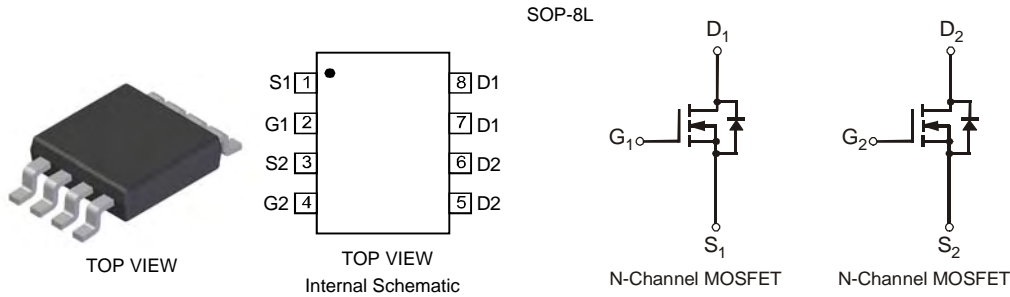 SOP-8L
S1 1
G1 2
S2 3
G2 4
8 D1
7 D1
6 D2
5 D2
TOP VIEW
TOP VIEW
Internal Schematic
D1
G1
S1
N-Channel MOSFET
D2
G2
S2
N-Channel MOSFET